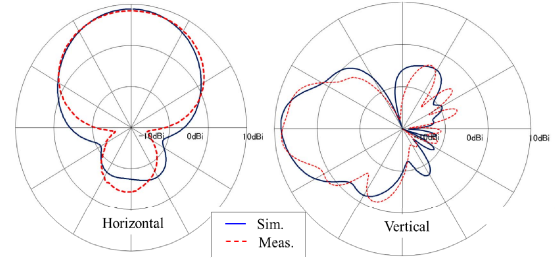 -10dBi 0dBi 10dBi
-10dBi 0dBi 10dBi
Horizontal
Vertical
Sim.
Meas.